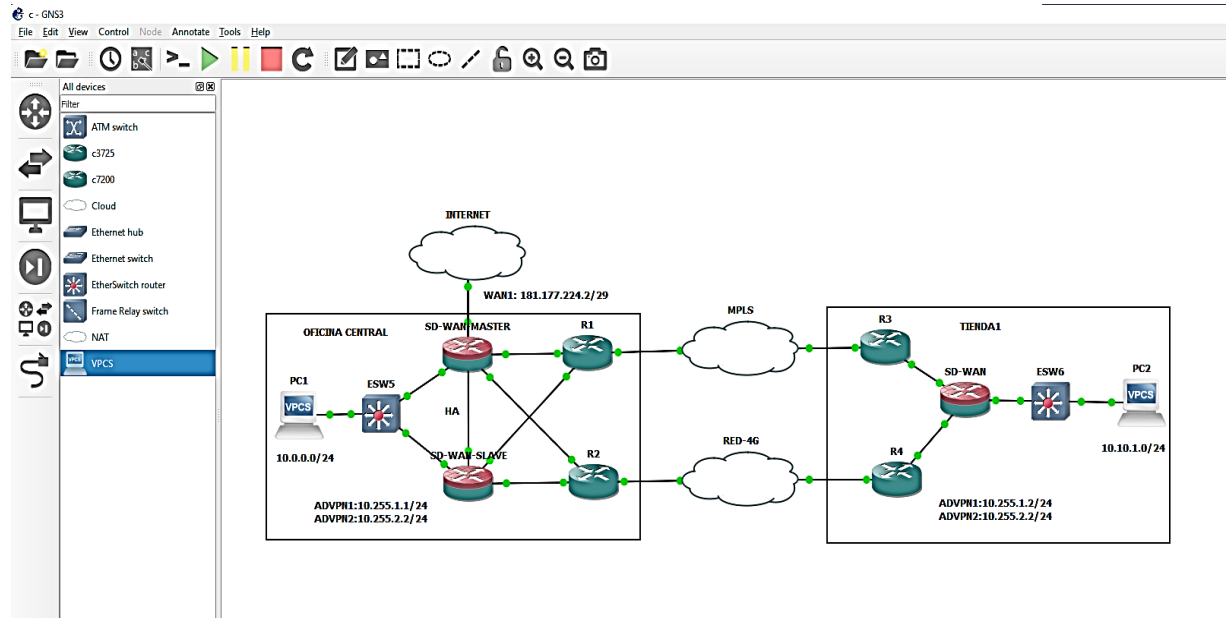 c - GNS3
File Edit View Control Node Annotate Tools Help
All devices
Filter
ATM switch
c3725
c7200
Cloud
Ethernet hub
Ethernet switch
EtherSwitch router
Frame Relay switch
NAT
VPCS
INTERNET
WAN1: 181.177.224.2/29
OFICINA CENTRAL
SD-WAN-MASTER
R1
MPLS
R3
TIENDA1
PC1
VPCS
10.0.0.0/24
ESW5
HA
SD-WAN
ESW6
PC2
VPCS
10.10.1.0/24
SD-WAN-SLAVE
R2
RED-4G
R4
ADVPN1:10.255.1.1/24
ADVPN2:10.255.2.2/24
ADVPN1:10.255.1.2/24
ADVPN2:10.255.2.2/24